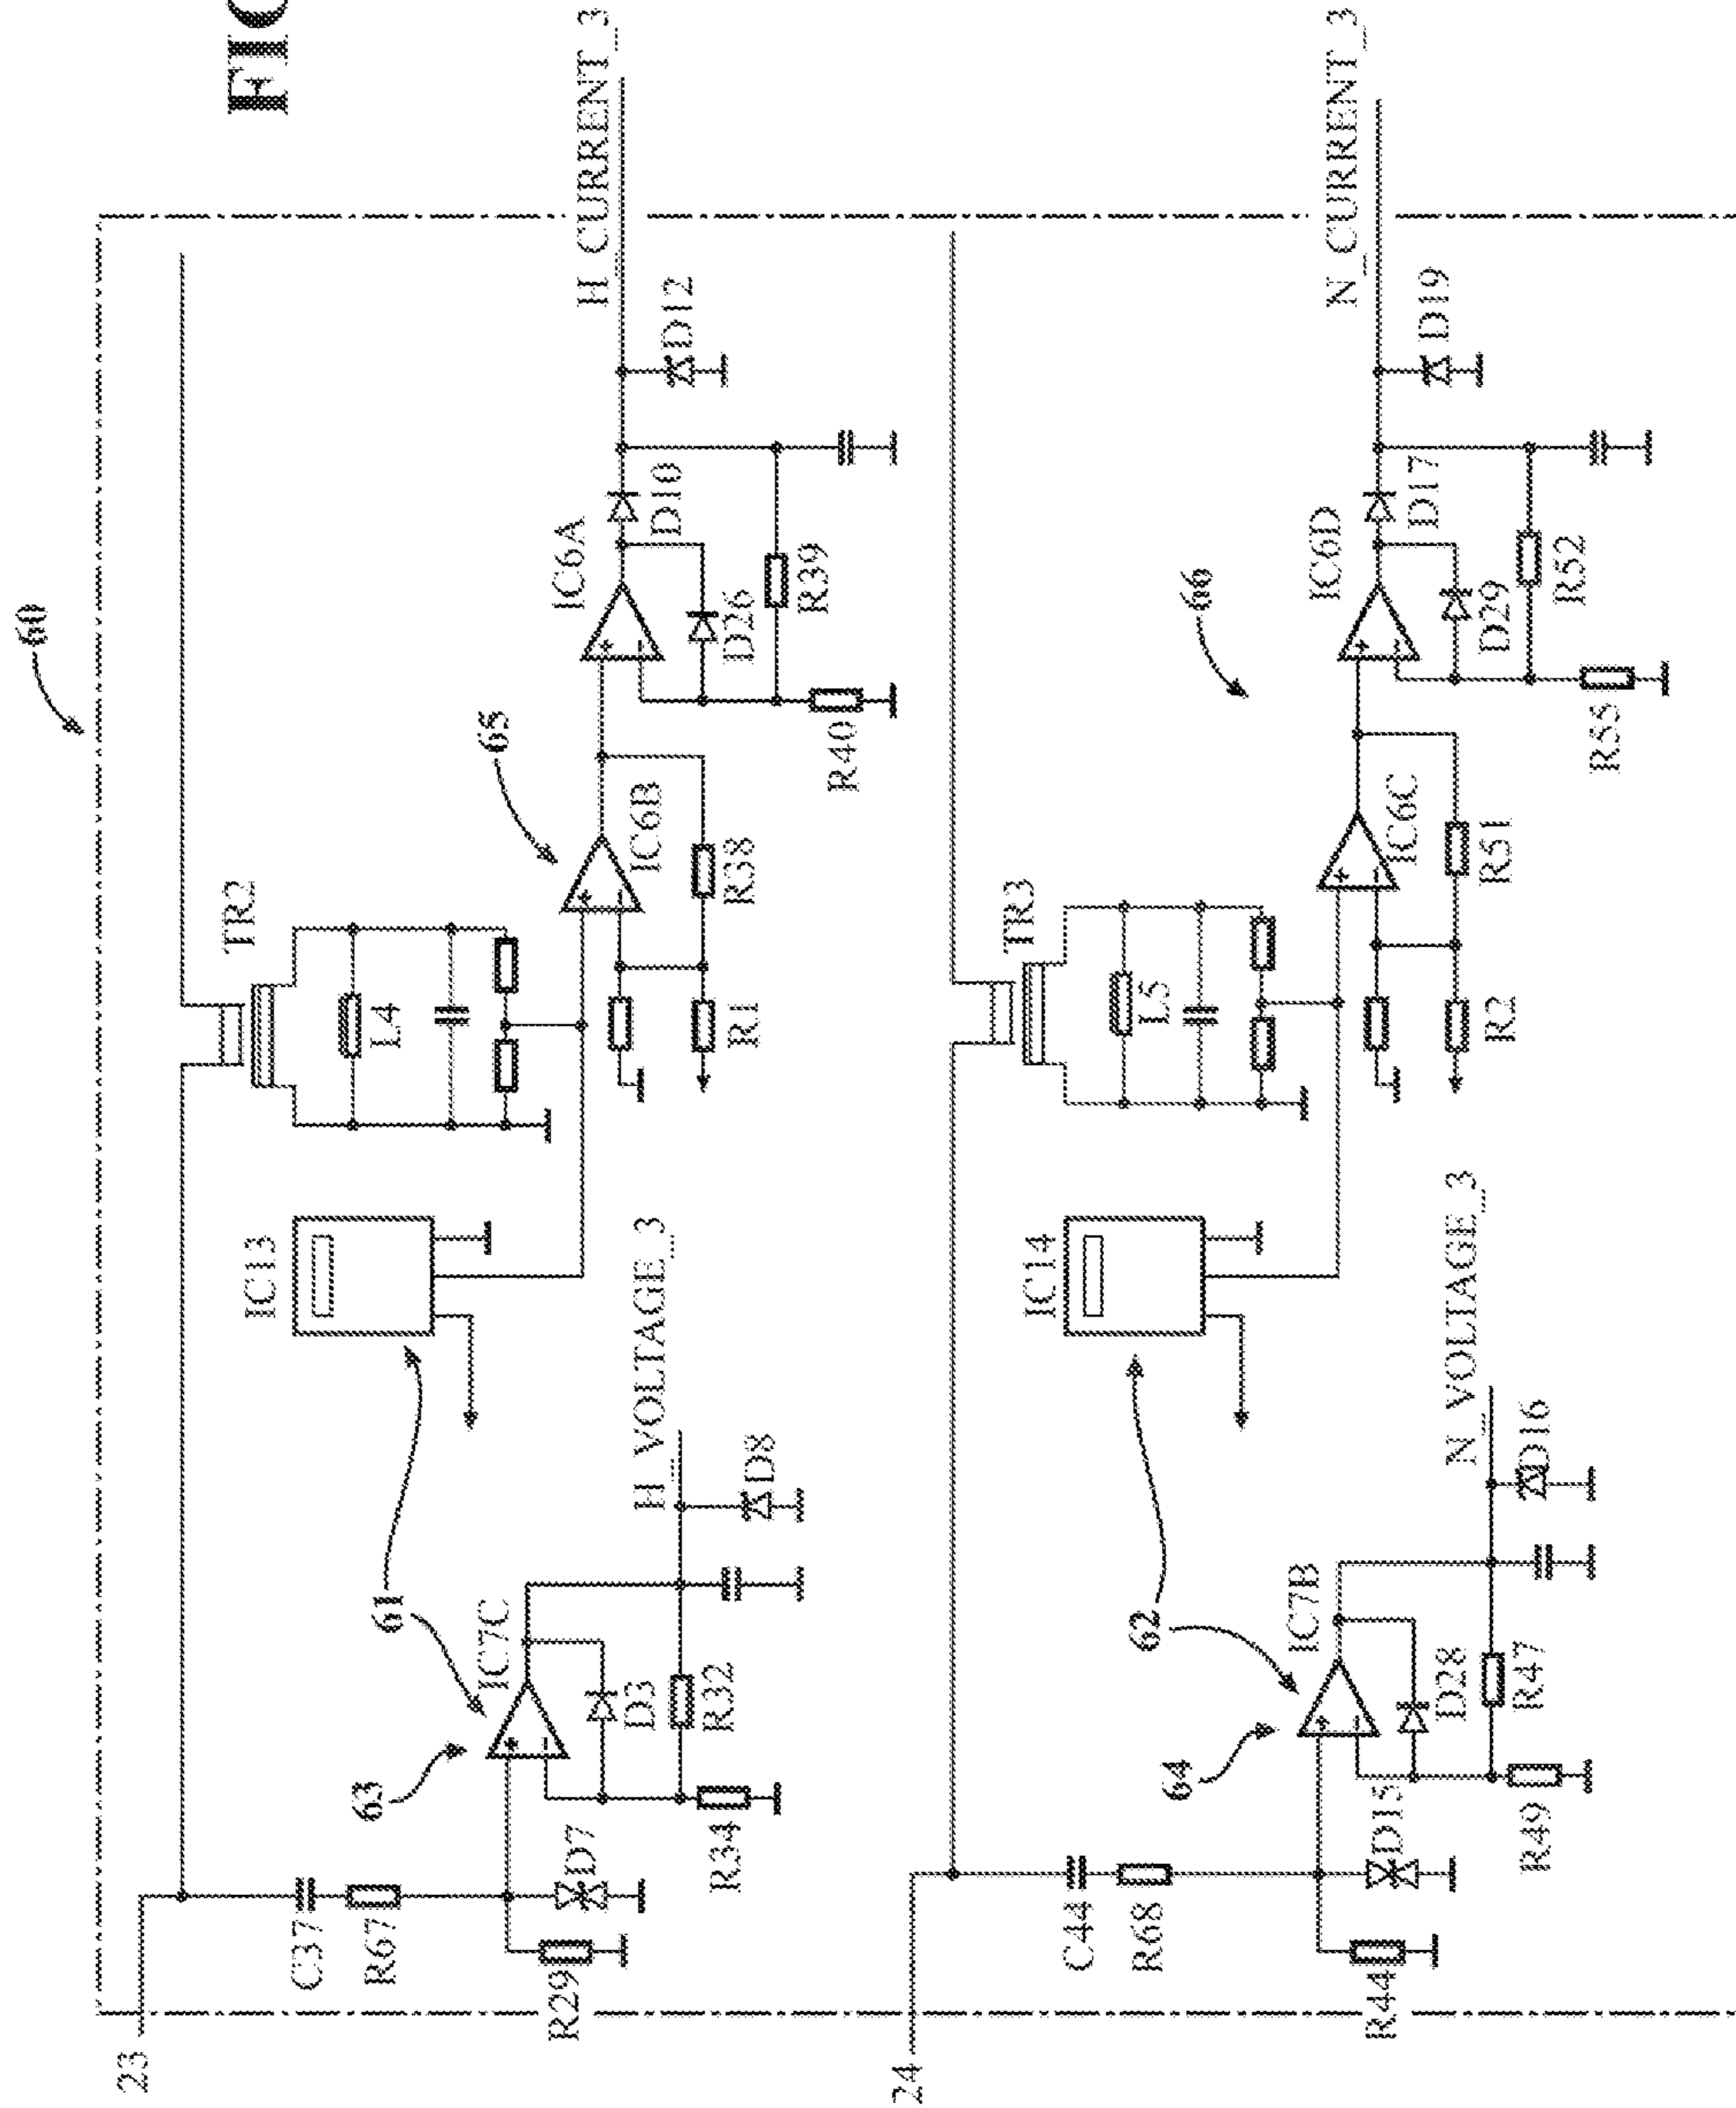 FIG
60
23
TR2
H_CURRENT_3
IC13
L4
65
IC6A
D12
61
IC6B
D10
C37
R67
63
IC7C
H_VOLTAGE_3
R38
R1
D26
R39
R40
D7
D3
D8
R29
R34
R32
24
TR3
N_CURRENT_3
IC14
L5
66
IC6D
D19
62
IC6C
D17
C44
R68
64
IC7B
N_VOLTAGE_3
R51
R2
D29
R52
R55
D15
D28
D16
R44
R49
R47